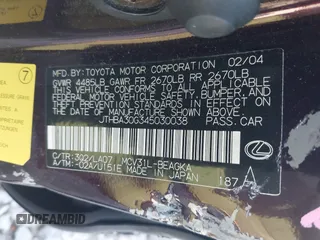 MFD. BY: TOYOTA MOTOR CORPORATION 02/04
GVWR 4485LB GAWR FR 2670LB RR 2670LB
THIS VEHICLE CONFORMS TO ALL APPLICABLE
FEDERAL MOTOR VEHICLE SAFETY, BUMPER, AND
THEFT PREVENTION STANDARDS IN EFFECT ON
THE DATE OF MANUFACTURE SHOWN ABOVE.
JTHBA30G345030038 PASS.CAR
C/TR: 3Q2/LA07 MCV31L-BEAGKA
A/TM: -02A/U151E MADE IN JAPAN
187
A
7
AUTOBIDMASTER